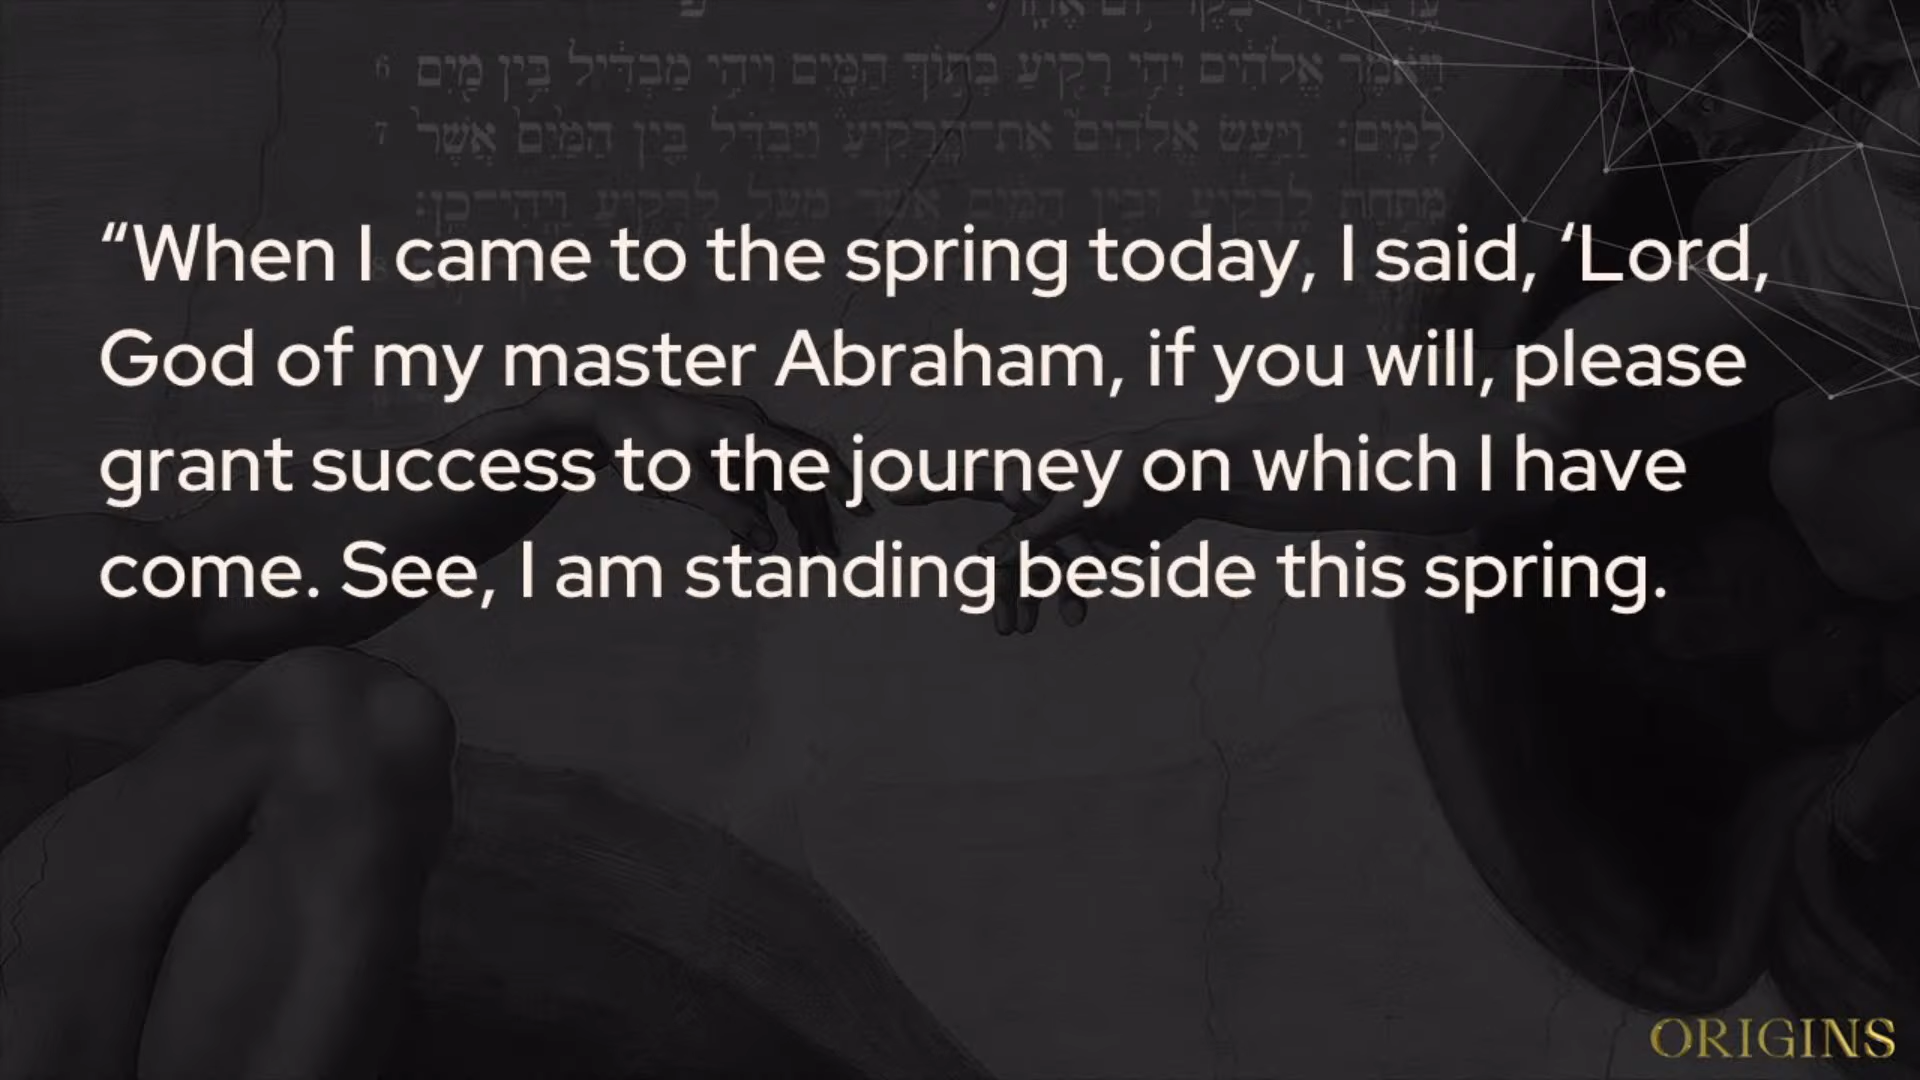 6 וַיֹּאמֶר אֱלֹהִים יְהִי רָקִיעַ בְּתוֹךְ הַמָּיִם וִיהִי מַבְדִּיל בֵּין מַיִם
7 לָמָיִם׃ וַיַּעַשׂ אֱלֹהִים אֶת־הָרָקִיעַ וַיַּבְדֵּל בֵּין הַמַּיִם אֲשֶׁר
מִתַּחַת לָרָקִיעַ וּבֵין הַמַּיִם אֲשֶׁר מֵעַל לָרָקִיעַ וַיְהִי־כֵן׃
“When I came to the spring today, I said, ‘Lord,
God of my master Abraham, if you will, please
grant success to the journey on which I have
come. See, I am standing beside this spring.
ORIGINS